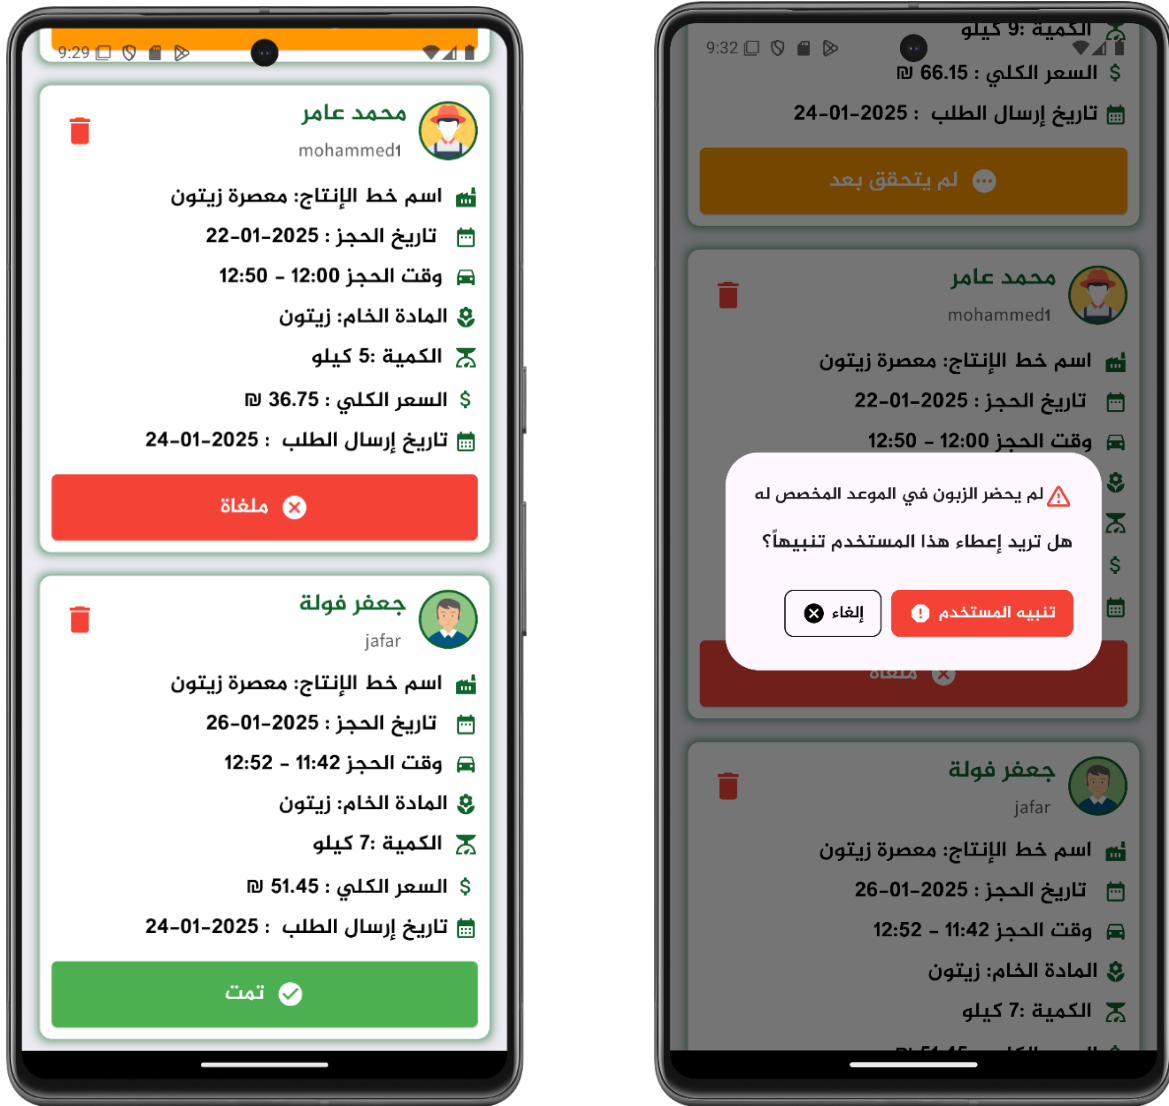 9:29
محمد عامر
mohammed1
اسم خط الإنتاج: معصرة زيتون
تاريخ الحجز : 2025-01-22
وقت الحجز 12:00 - 12:50
المادة الخام: زيتون
الكمية :5 كيلو
السعر الكلي : 36.75 ₪
تاريخ إرسال الطلب : 2025-01-24
ملغاة
جعفر فولة
jafar
اسم خط الإنتاج: معصرة زيتون
تاريخ الحجز : 2025-01-26
وقت الحجز 11:42 - 12:52
المادة الخام: زيتون
الكمية :7 كيلو
السعر الكلي : 51.45 ₪
تاريخ إرسال الطلب : 2025-01-24
تمت
الكمية :9 كيلو
9:32
السعر الكلي : 66.15 ₪
تاريخ إرسال الطلب : 2025-01-24
لم يتحقق بعد
محمد عامر
mohammed1
اسم خط الإنتاج: معصرة زيتون
تاريخ الحجز : 2025-01-22
وقت الحجز 12:00 - 12:50
لم يحضر الزبون في الموعد المخصص له
هل تريد إعطاء هذا المستخدم تنبيهاً؟
تنبيه المستخدم
إلغاء
ملغاة
جعفر فولة
jafar
اسم خط الإنتاج: معصرة زيتون
تاريخ الحجز : 2025-01-26
وقت الحجز 11:42 - 12:52
المادة الخام: زيتون
الكمية :7 كيلو
السعر الكلي : 51.45 ₪